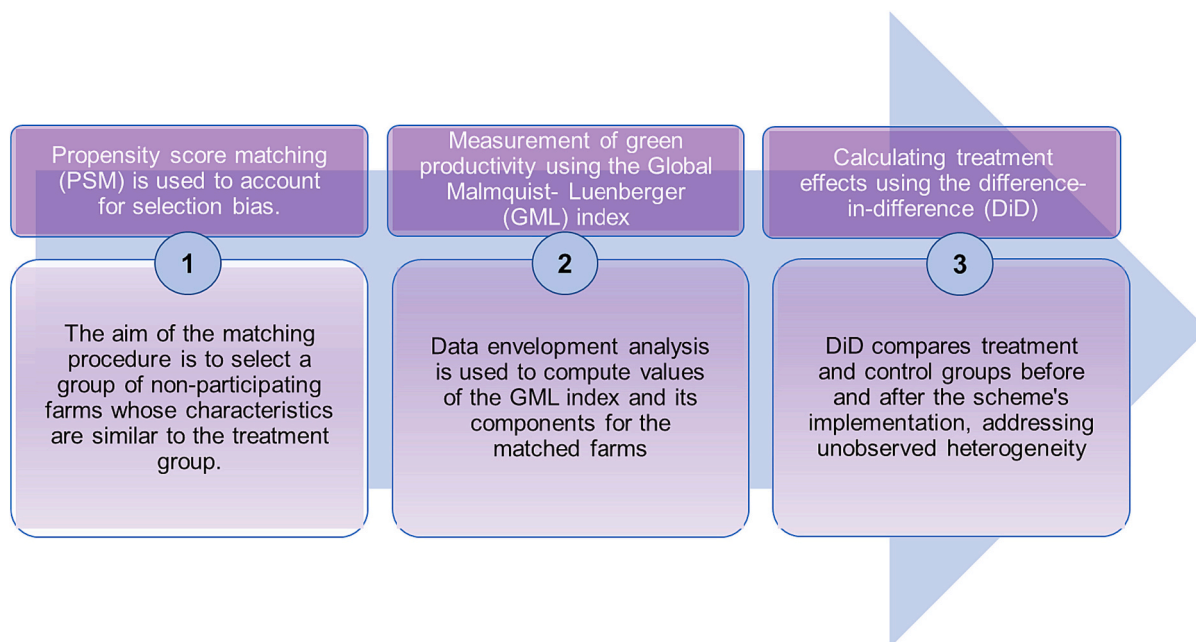 Propensity score matching
(PSM) is used to account
for selection bias.
1
The aim of the matching
procedure is to select a
group of non-participating
farms whose characteristics
are similar to the treatment
group.
Measurement of green
productivity using the Global
Malmquist- Luenberger
(GML) index
2
Data envelopment analysis
is used to compute values
of the GML index and its
components for the
matched farms
Calculating treatment
effects using the difference-
in-difference (DiD)
3
DiD compares treatment
and control groups before
and after the scheme's
implementation, addressing
unobserved heterogeneity